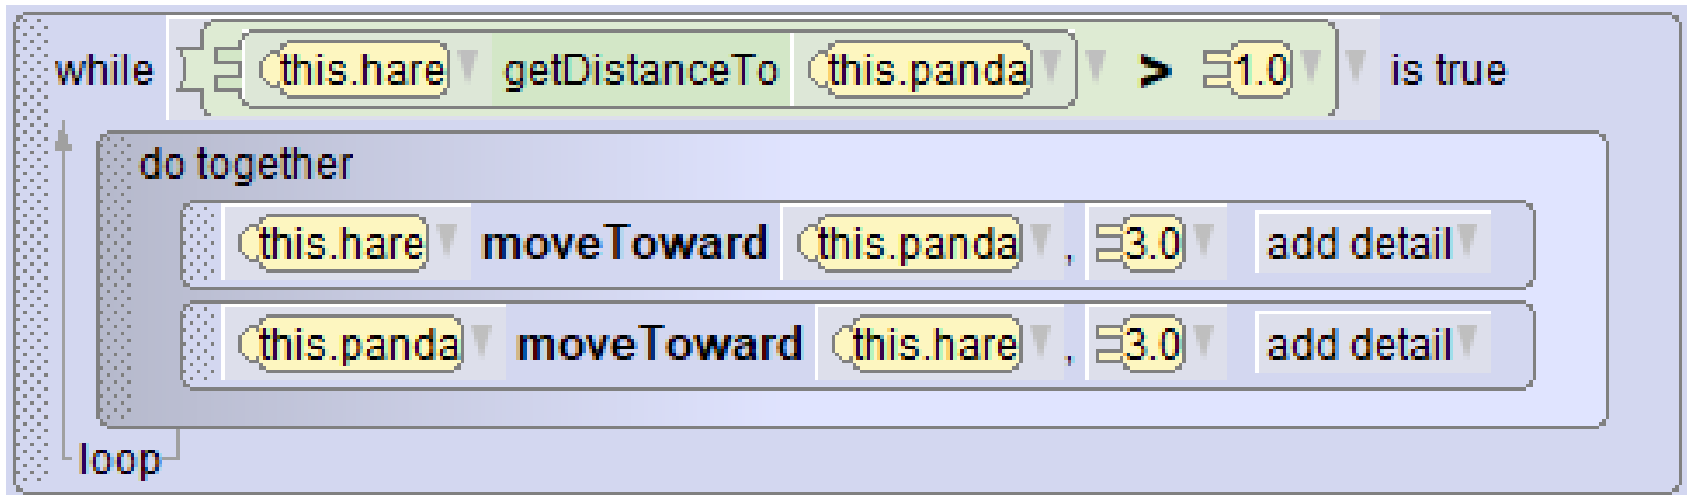 while this.hare getDistanceTo this.panda > 1.0 is true
do together
this.hare moveToward this.panda , 3.0 add detail
this.panda moveToward this.hare , 3.0 add detail
loop